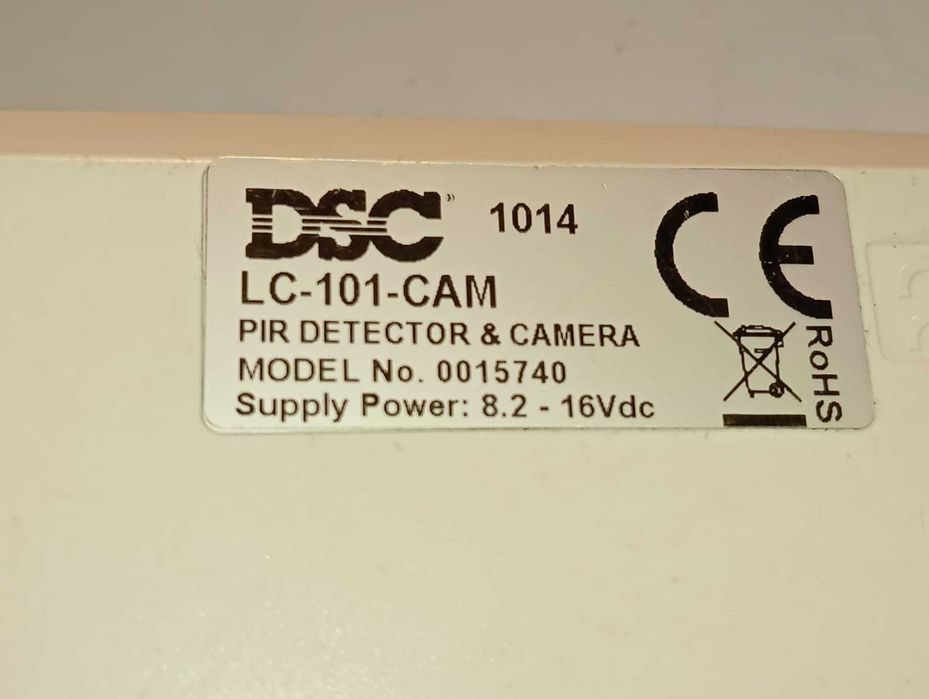 DSC 1014
LC-101-CAM
PIR DETECTOR & CAMERA
MODEL No. 0015740
Supply Power: 8.2 - 16Vdc
CE
RoHS